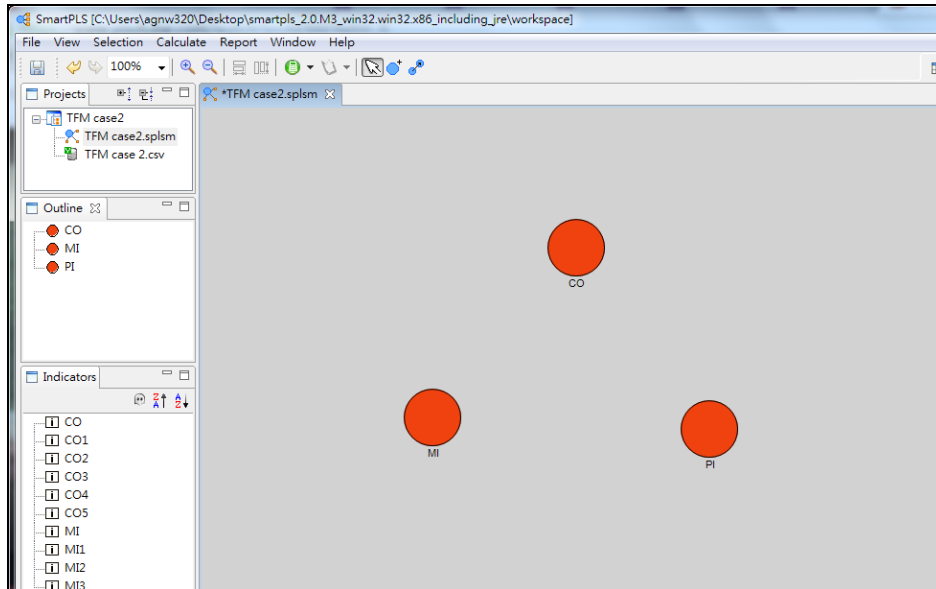 SmartPLS [C:\Users\agnw320\Desktop\smartpls_2.0.M3_win32.win32.x86_including_jre\workspace]
File View Selection Calculate Report Window Help
100%
Projects
*TFM case2.splsm
TFM case2
TFM case2.splsm
TFM case 2.csv
Outline
CO
MI
PI
CO
MI
PI
Indicators
CO
CO1
CO2
CO3
CO4
CO5
MI
MI1
MI2
MI3